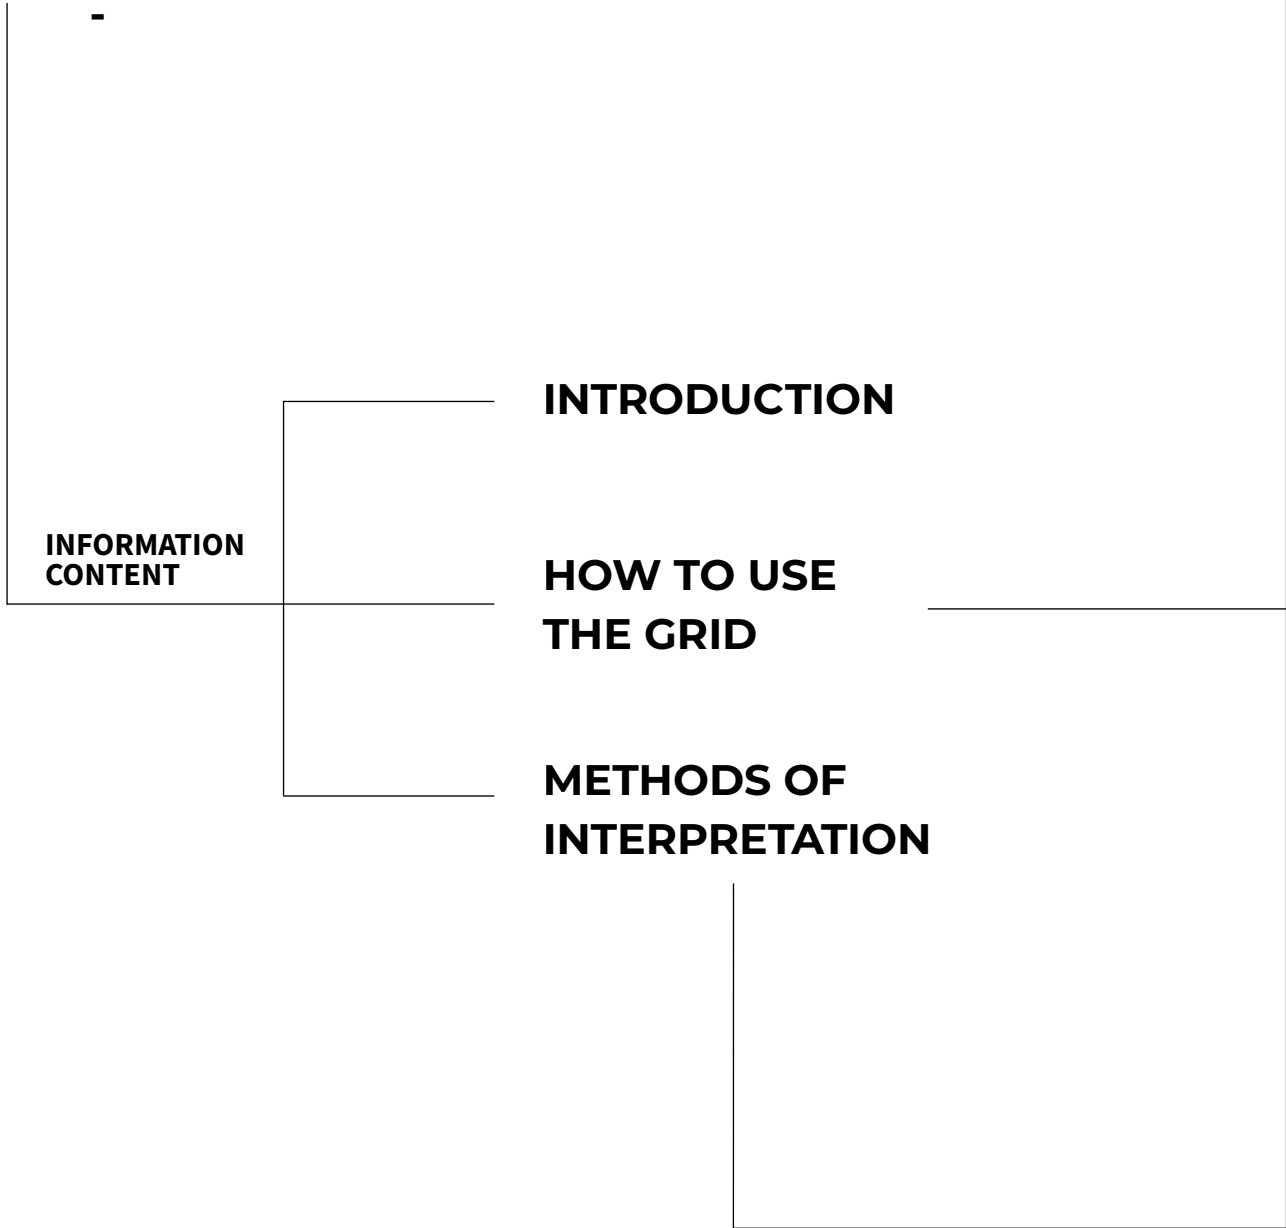 -
INTRODUCTION
INFORMATION
CONTENT
HOW TO USE
THE GRID
METHODS OF
INTERPRETATION